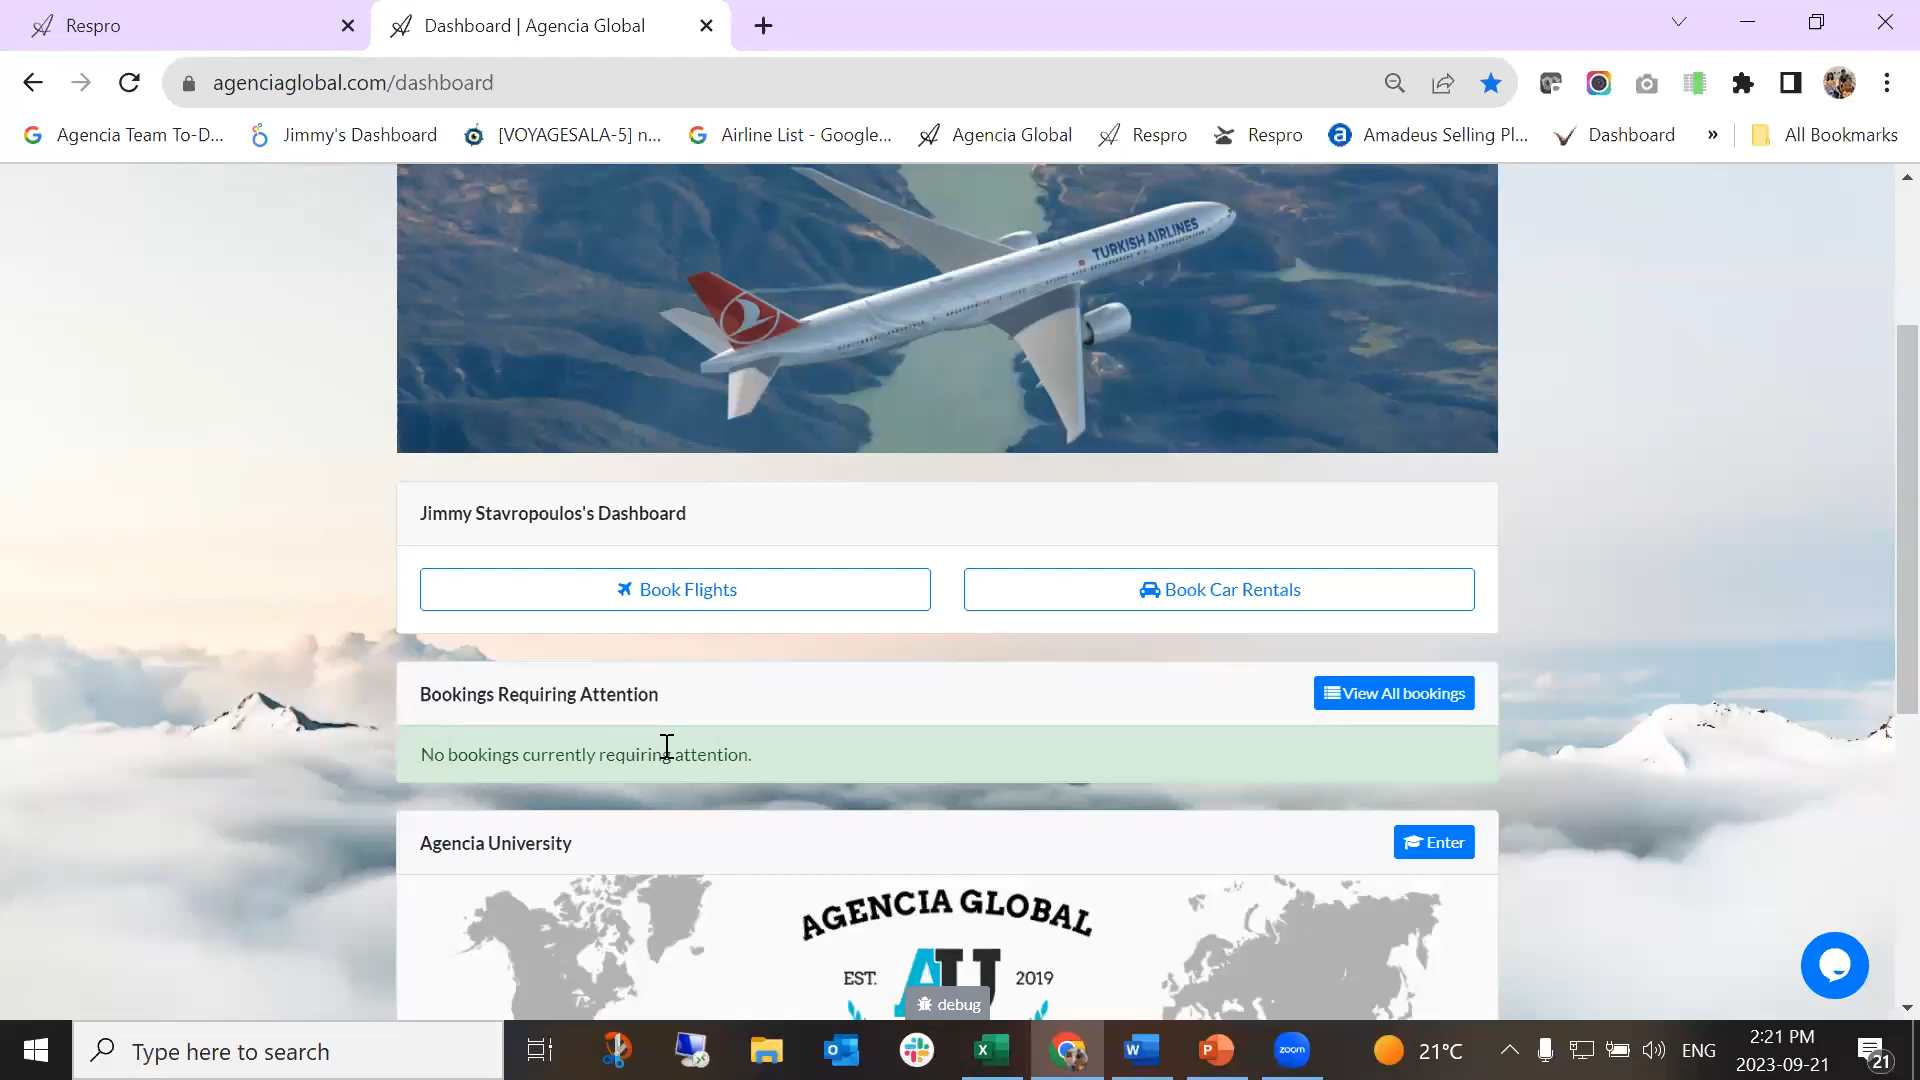 Respro
Dashboard | Agencia Global
agenciaglobal.com/dashboard
Agencia Team To-D...
Jimmy's Dashboard
[VOYAGESALA-5] n...
Airline List - Google...
Agencia Global
Respro
Respro
Amadeus Selling Pl...
Dashboard
»
All Bookmarks
TURKISH AIRLINES
Jimmy Stavropoulos's Dashboard
Book Flights
Book Car Rentals
Bookings Requiring Attention
View All bookings
No bookings currently requiring attention.
Agencia University
Enter
AGENCIA GLOBAL
EST.
AU
2019
debug
Type here to search
zoom
21°C
ENG
2:21 PM
2023-09-21
21